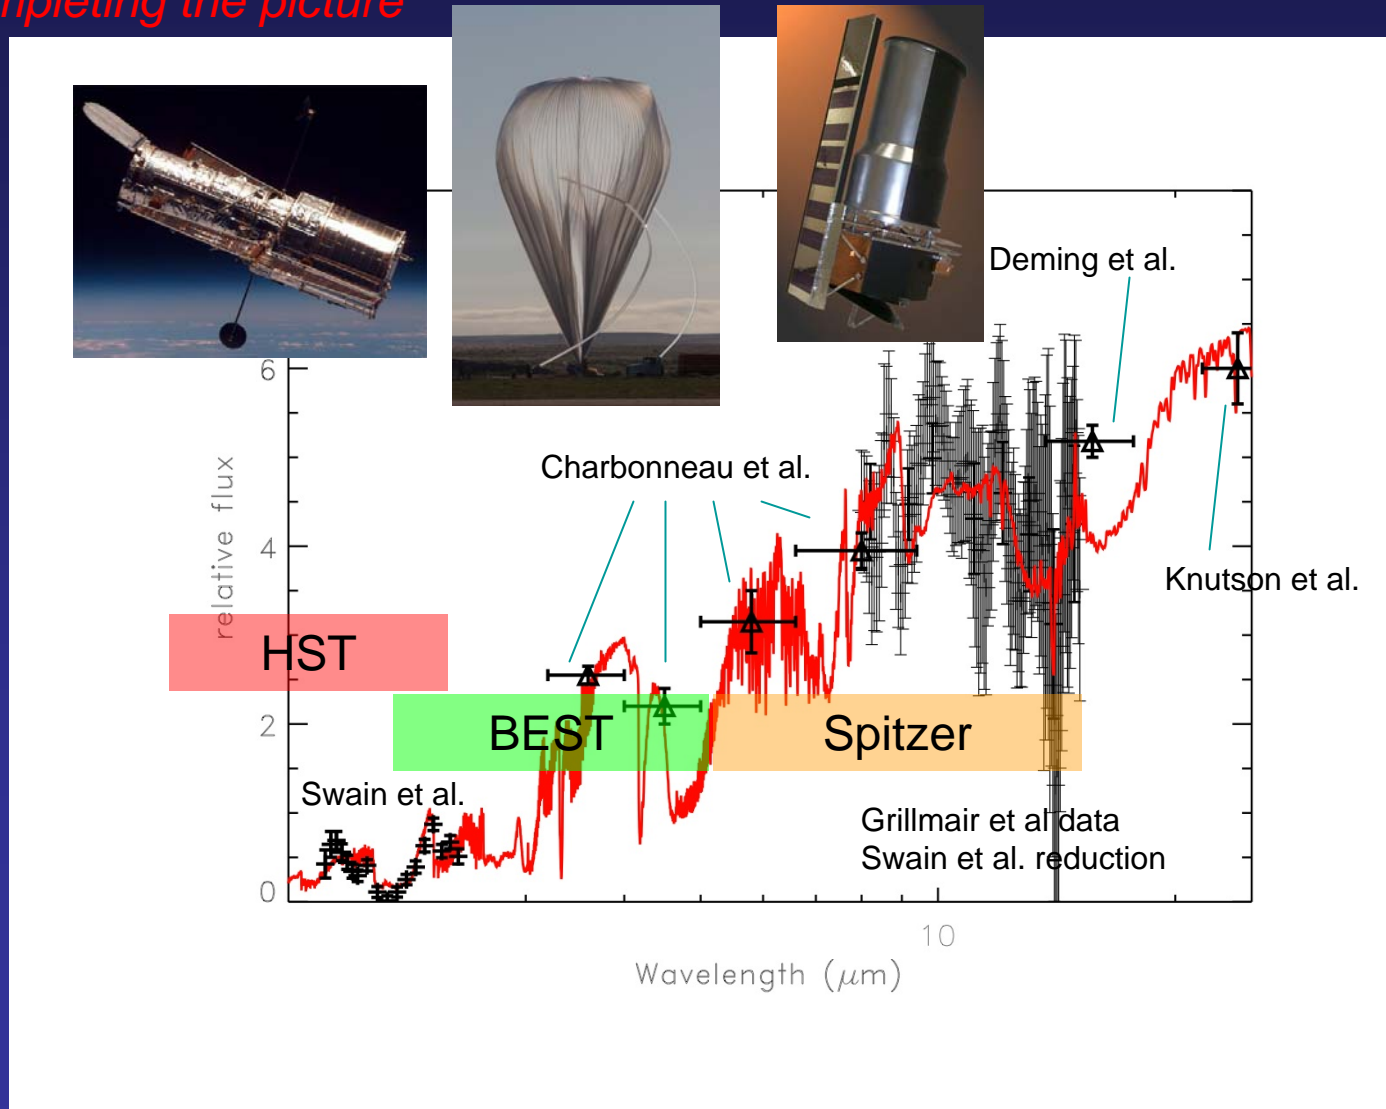 mpleting the picture
Deming et al.
6
Charbonneau et al.
relative flux
4
Knutson et al.
HST
BEST
Spitzer
2
Swain et al.
Grillmair et al data
Swain et al. reduction
0
10
Wavelength (μm)